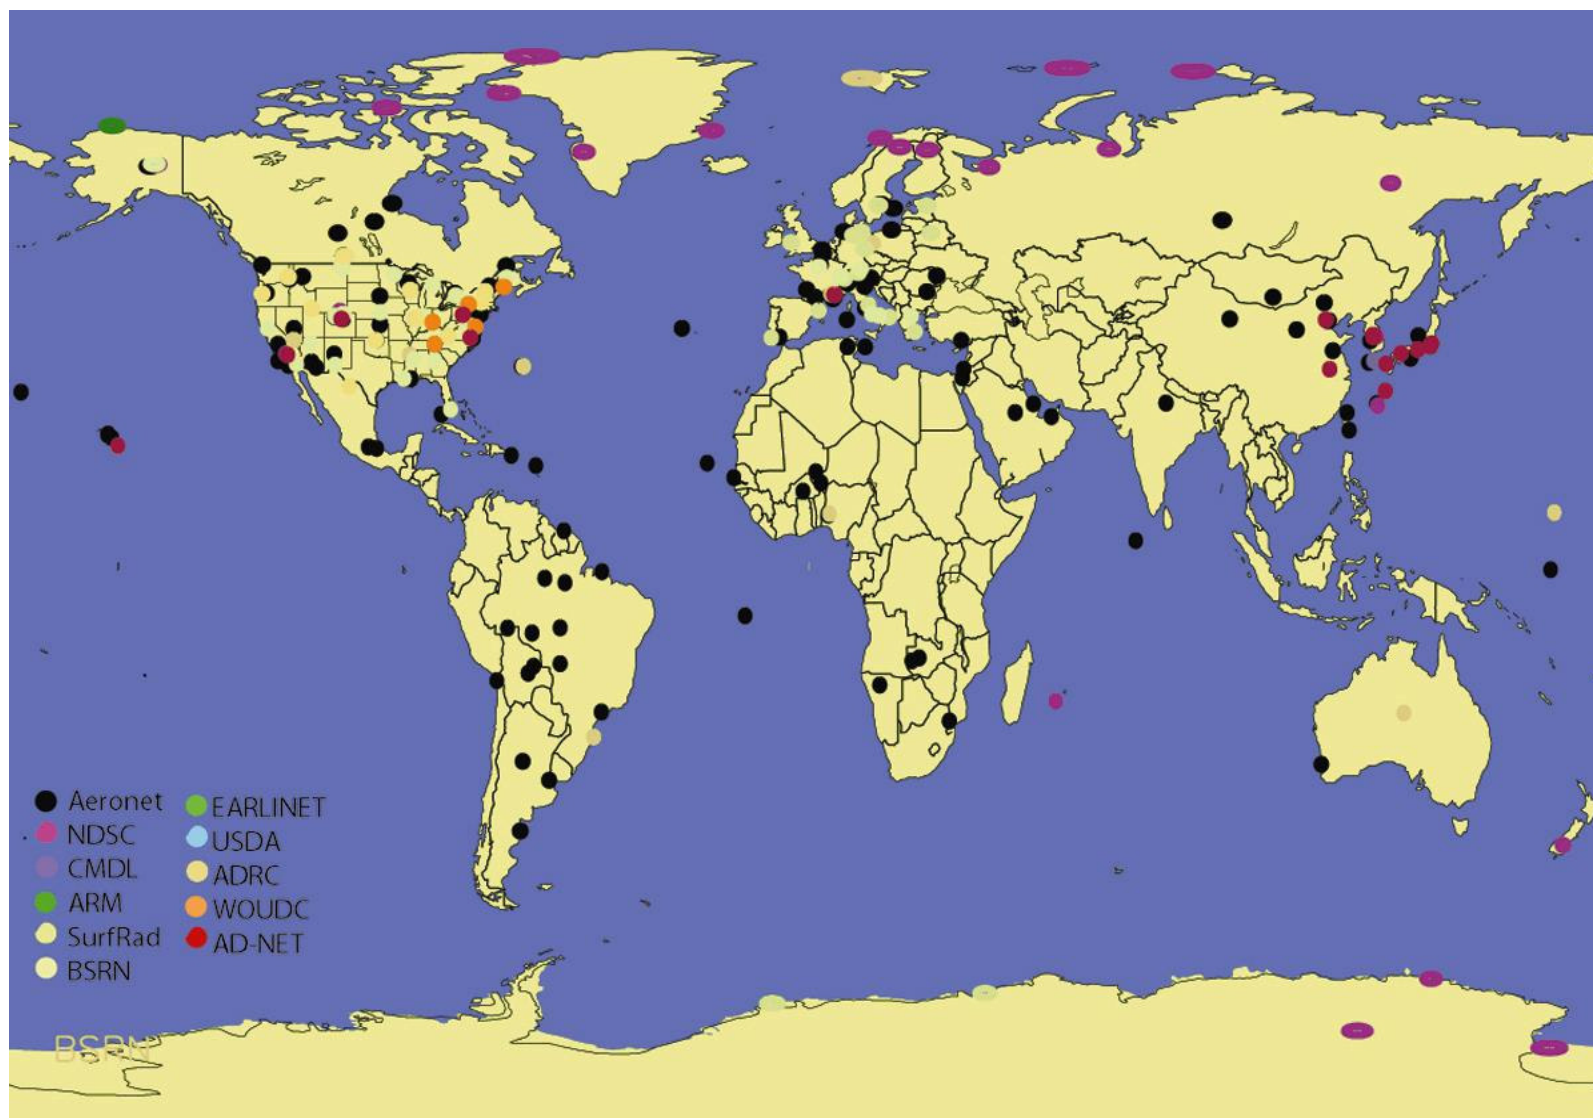 Aeronet
NDSC
CMDL
ARM
SurfRad
BSRN
EARLINET
USDA
ADRC
WOUDC
AD-NET
BSRN